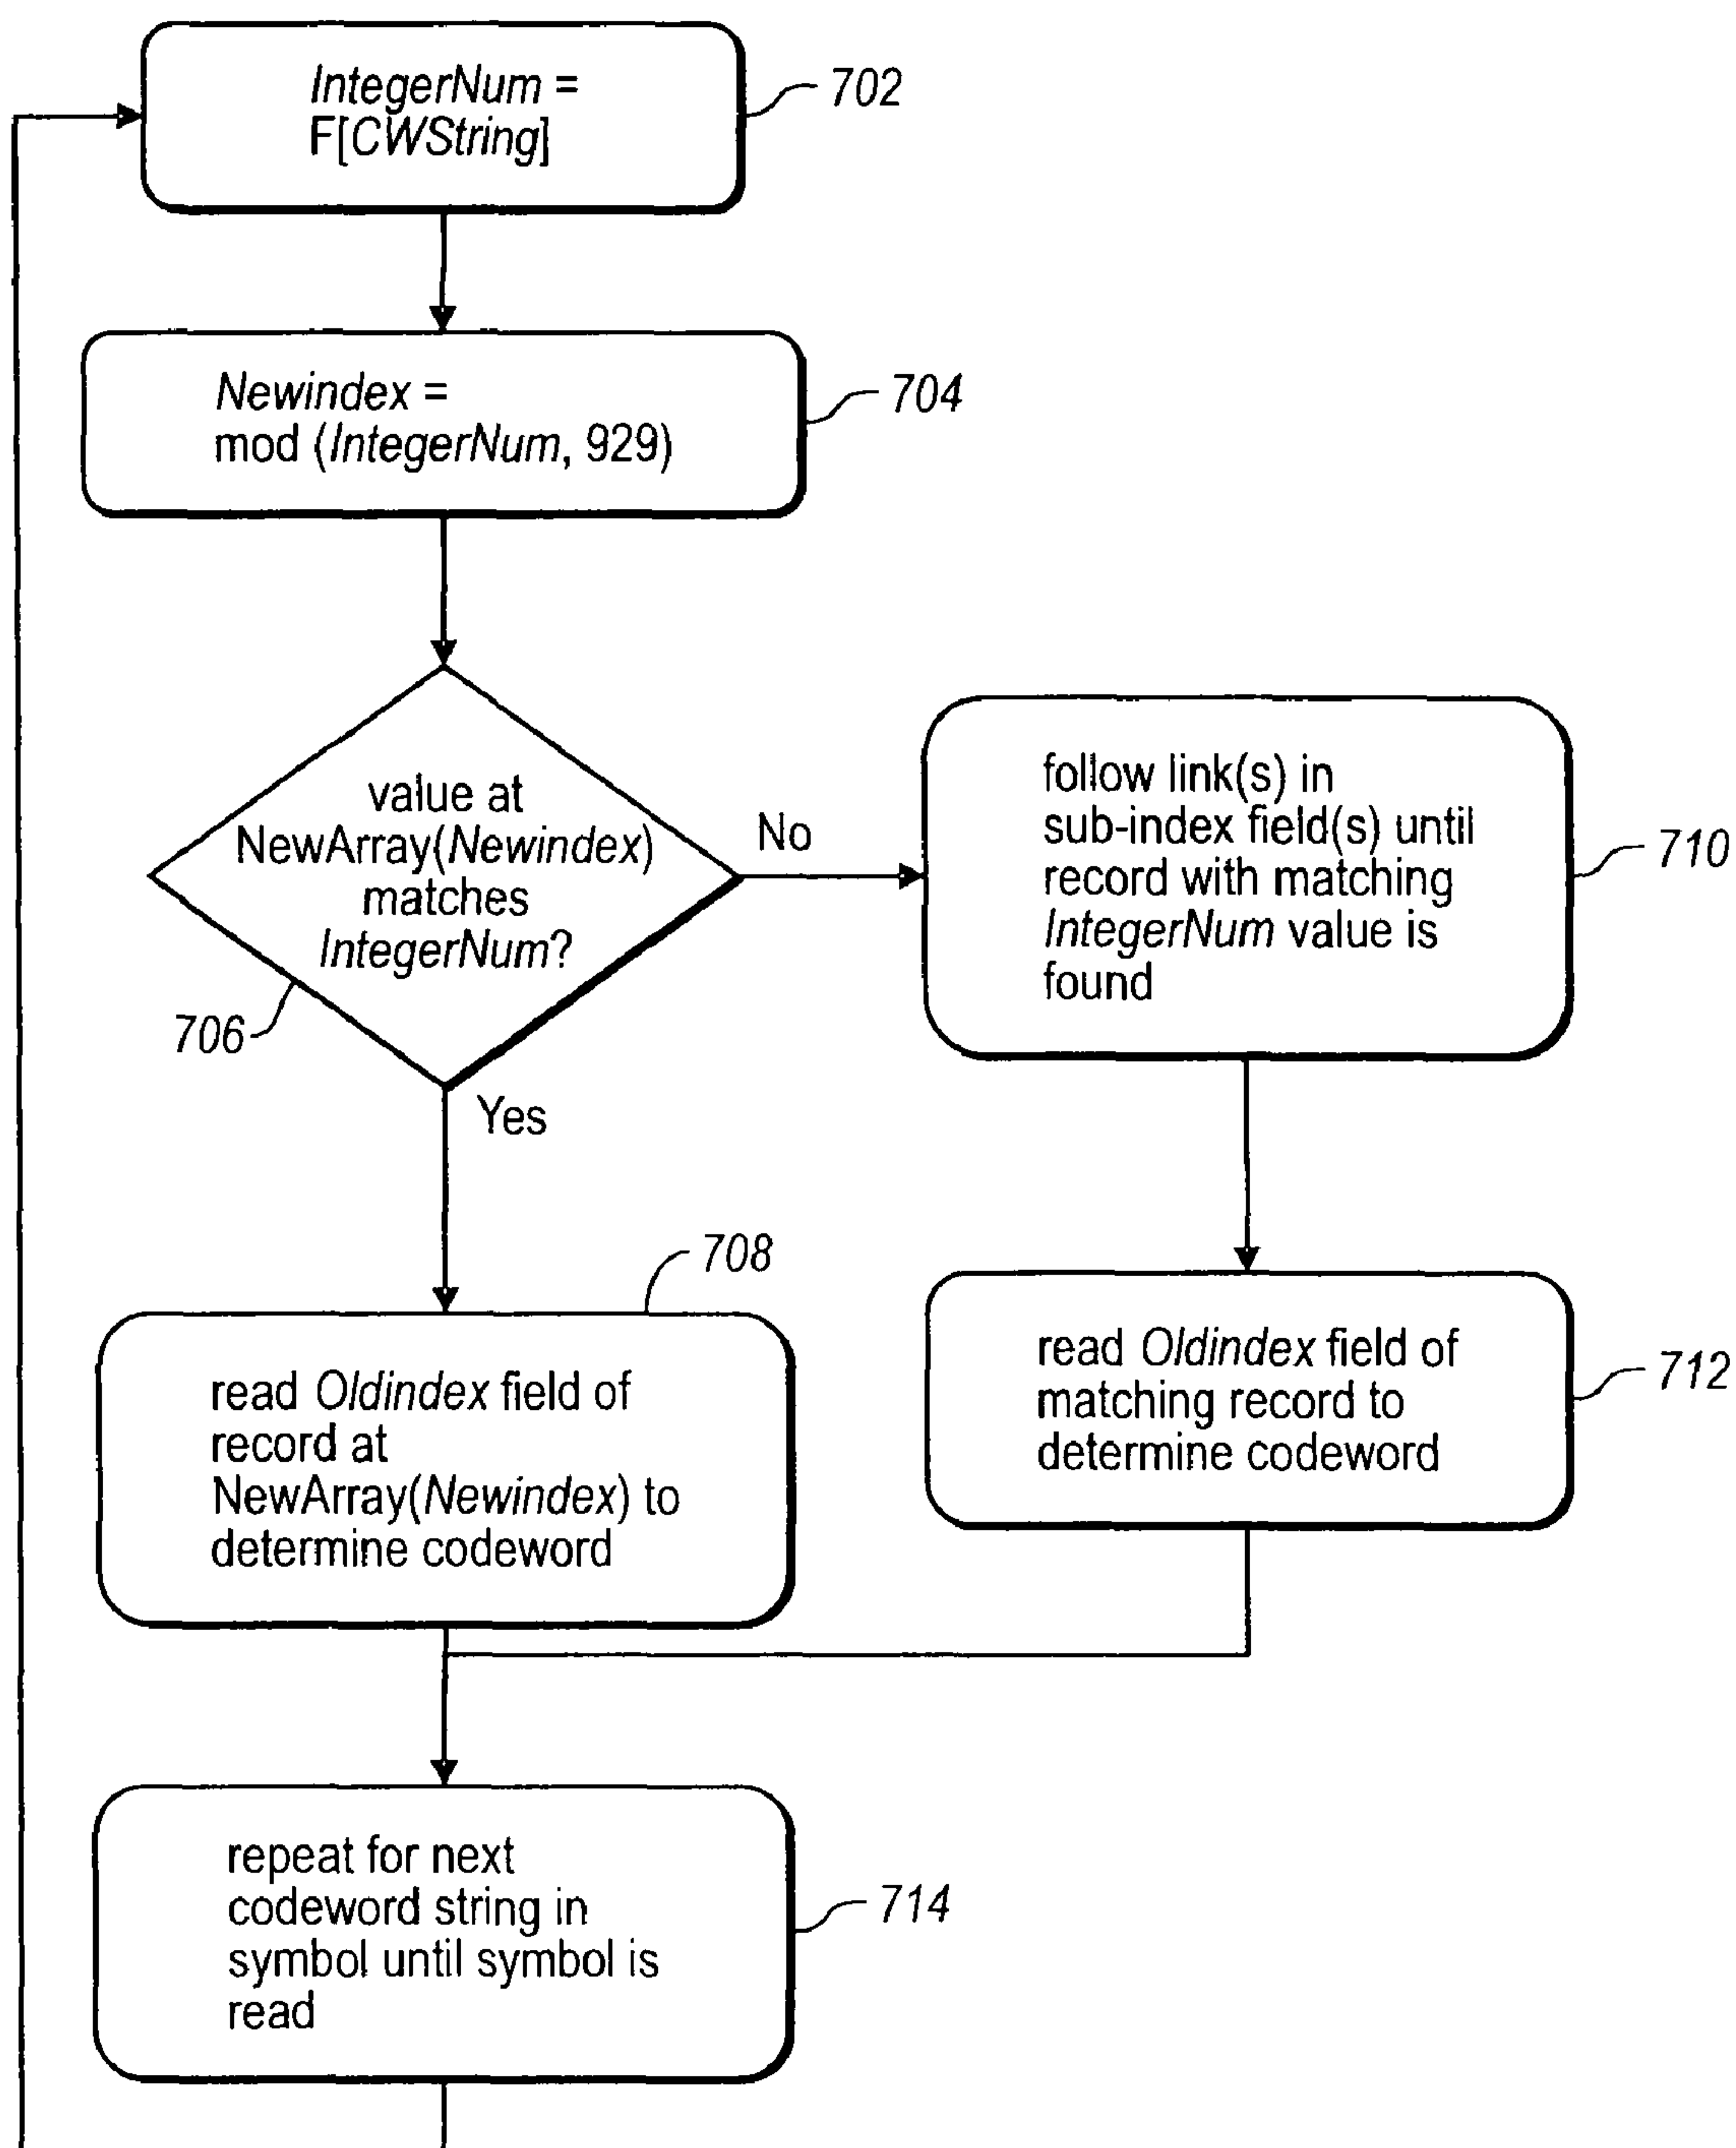 IntegerNum =
F[CWString]
702
Newindex =
mod (IntegerNum, 929)
704
value at
NewArray(Newindex)
matches
IntegerNum?
706
No
Yes
follow link(s) in
sub-index field(s) until
record with matching
IntegerNum value is
found
710
708
read Oldindex field of
record at
NewArray(Newindex) to
determine codeword
read Oldindex field of
matching record to
determine codeword
712
repeat for next
codeword string in
symbol until symbol is
read
714